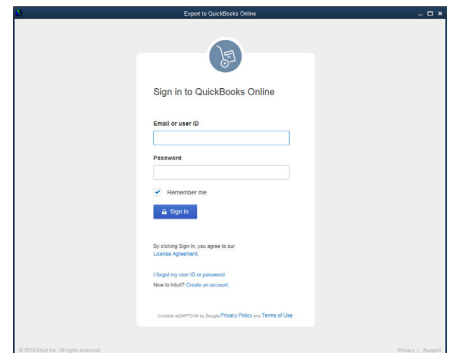 Export to QuickBooks Online
Sign in to QuickBooks Online
Email or user ID
Password
Remember me
Sign In
By clicking Sign In, you agree to our
License Agreement.
I forgot my user ID or password
New to Intuit? Create an account.
Invisible reCAPTCHA by Google Privacy Policy and Terms of Use
© 2018 Intuit Inc. All rights reserved. Privacy | Support